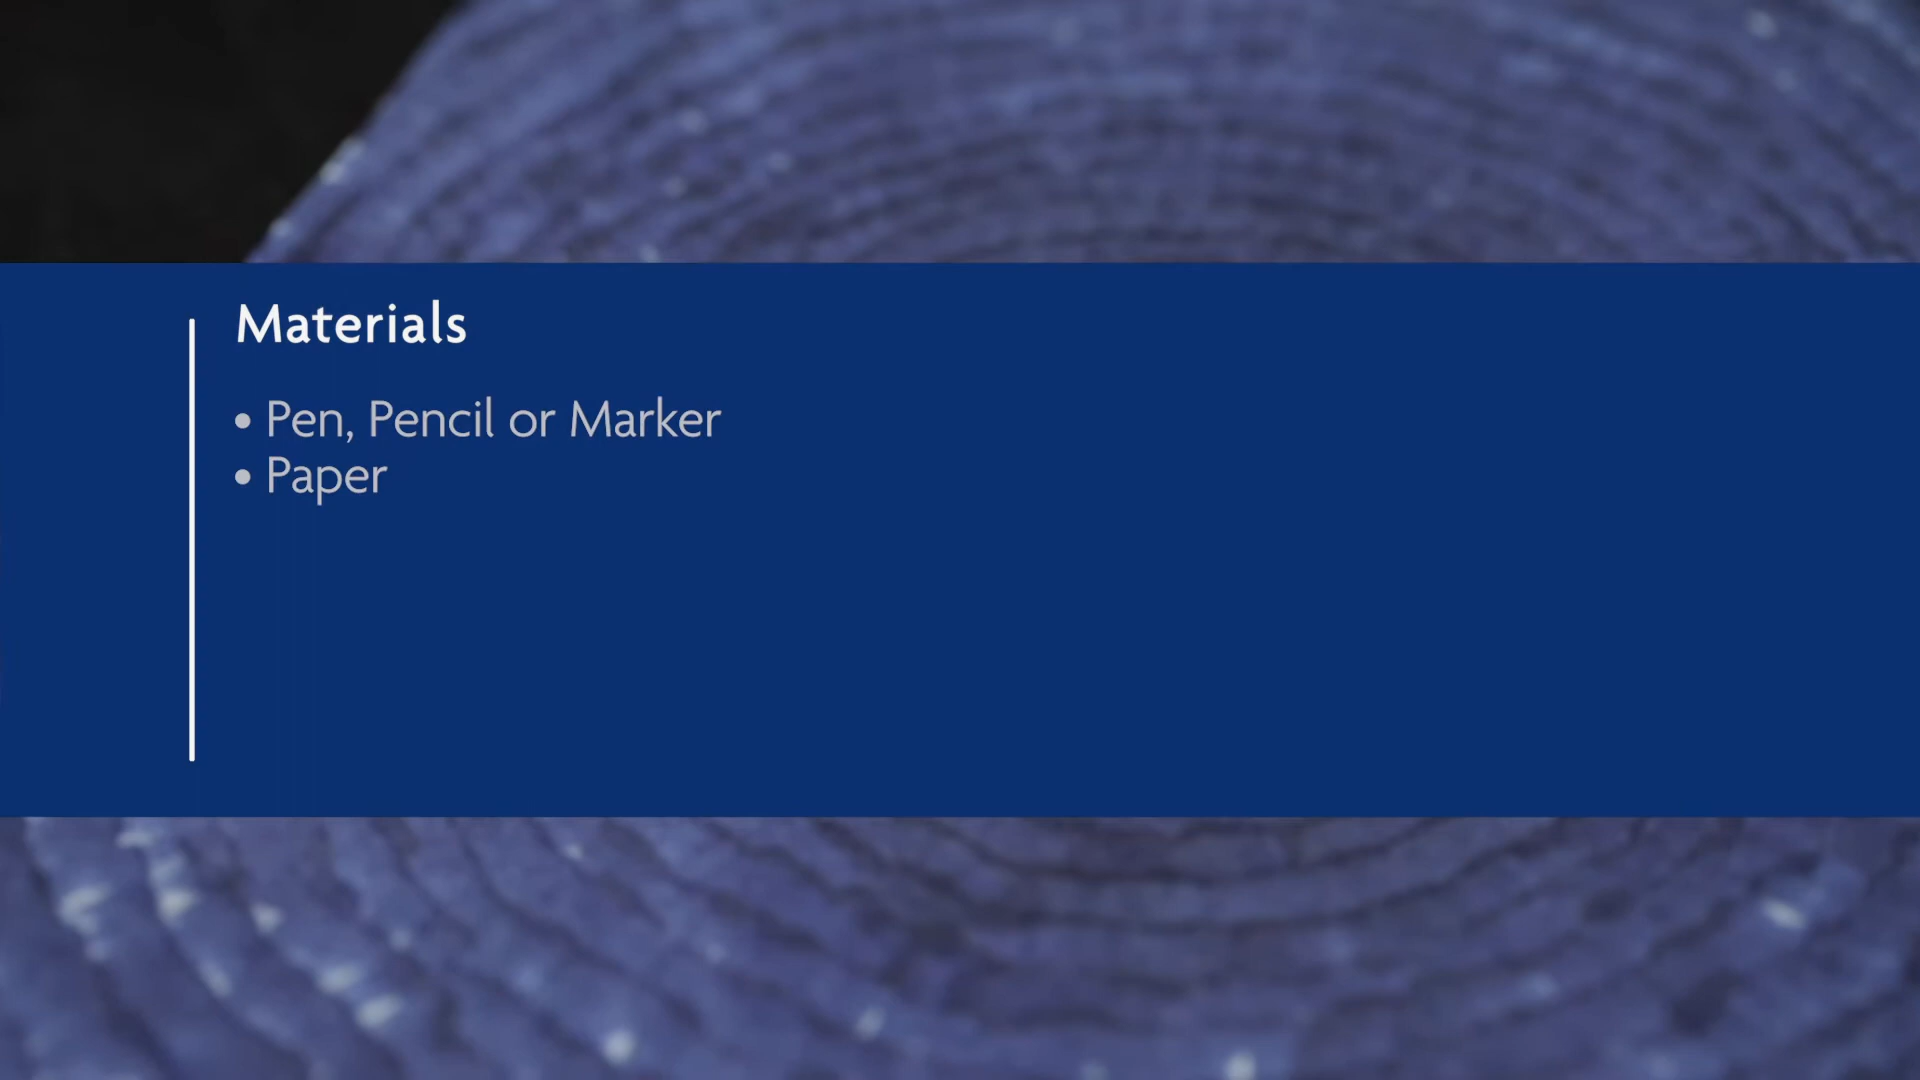 Materials
• Pen, Pencil or Marker
• Paper